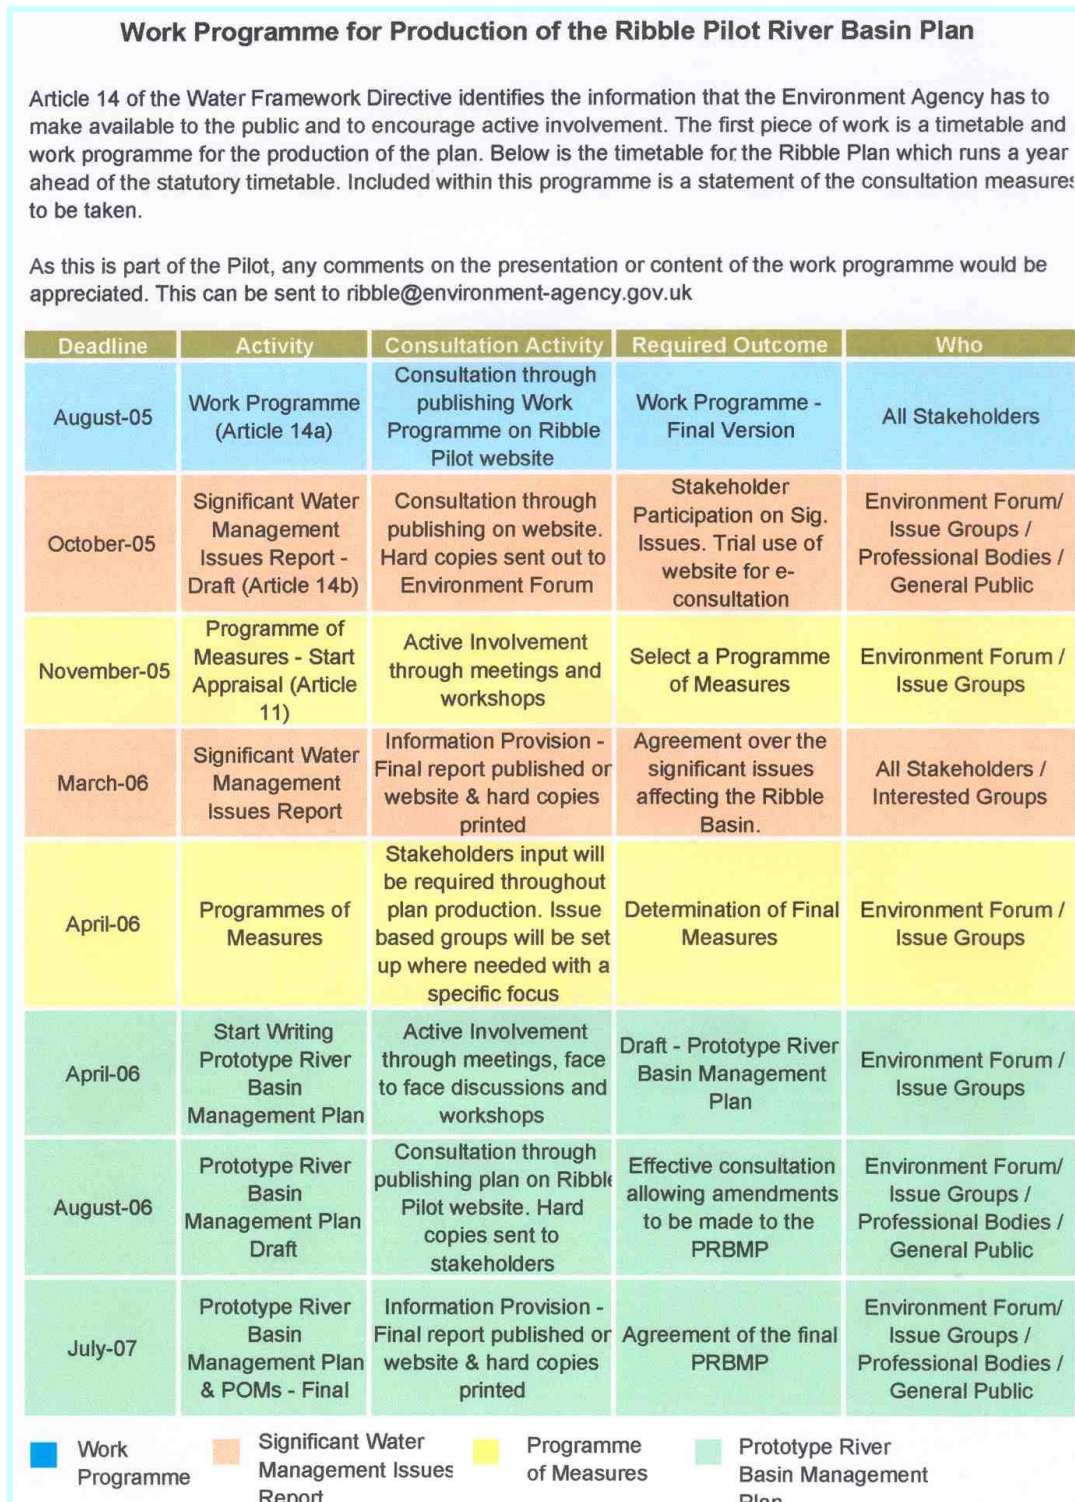 Work Programme for Production of the Ribble Pilot River Basin Plan
Article 14 of the Water Framework Directive identifies the information that the Environment Agency has to
make available to the public and to encourage active involvement. The first piece of work is a timetable and
work programme for the production of the plan. Below is the timetable for the Ribble Plan which runs a year
ahead of the statutory timetable. Included within this programme is a statement of the consultation measures
to be taken.
As this is part of the Pilot, any comments on the presentation or content of the work programme would be
appreciated. This can be sent to ribble@environment-agency.gov.uk
Deadline Activity Consultation Activity Required Outcome Who
August-05
Work Programme
(Article 14a)
Consultation through
publishing Work
Programme on Ribble
Pilot website
Work Programme -
Final Version
All Stakeholders
October-05
Significant Water
Management
Issues Report -
Draft (Article 14b)
Consultation through
publishing on website.
Hard copies sent out to
Environment Forum
Stakeholder
Participation on Sig.
Issues. Trial use of
website for e-
consultation
Environment Forum/
Issue Groups /
Professional Bodies /
General Public
November-05
Programme of
Measures - Start
Appraisal (Article
11)
Active Involvement
through meetings and
workshops
Select a Programme
of Measures
Environment Forum /
Issue Groups
March-06
Significant Water
Management
Issues Report
Information Provision -
Final report published on
website & hard copies
printed
Agreement over the
significant issues
affecting the Ribble
Basin.
All Stakeholders /
Interested Groups
April-06
Programmes of
Measures
Stakeholders input will
be required throughout
plan production. Issue
based groups will be set
up where needed with a
specific focus
Determination of Final
Measures
Environment Forum /
Issue Groups
April-06
Start Writing
Prototype River
Basin
Management Plan
Active Involvement
through meetings, face
to face discussions and
workshops
Draft - Prototype River
Basin Management
Plan
Environment Forum /
Issue Groups
August-06
Prototype River
Basin
Management Plan
Draft
Consultation through
publishing plan on Ribble
Pilot website. Hard
copies sent to
stakeholders
Effective consultation
allowing amendments
to be made to the
PRBMP
Environment Forum/
Issue Groups /
Professional Bodies /
General Public
July-07
Prototype River
Basin
Management Plan
& POMs - Final
Information Provision -
Final report published on
website & hard copies
printed
Agreement of the final
PRBMP
Environment Forum/
Issue Groups /
Professional Bodies /
General Public
Work
Programme
Significant Water
Management Issues
Report
Programme
of Measures
Prototype River
Basin Management
Plan